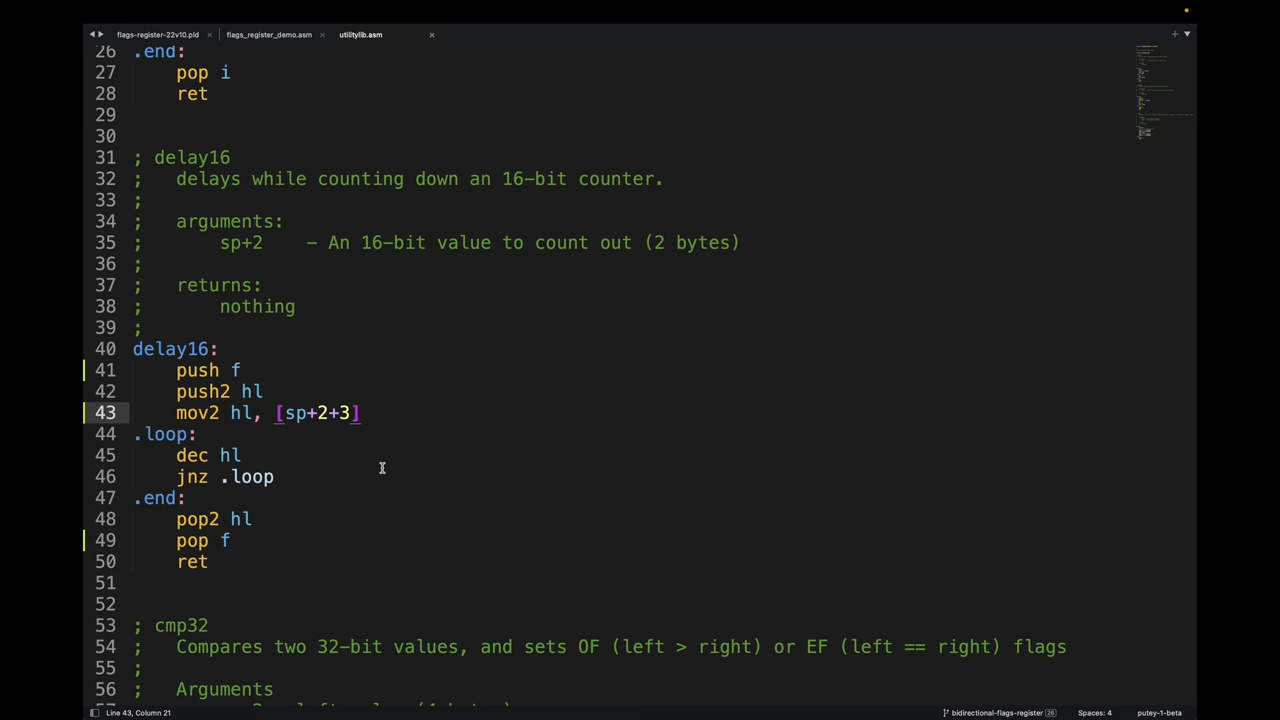 flags-register-22v10.pld × flags_register_demo.asm × utilitylib.asm ×
26 .end:
27 pop i
28 ret
29
30
31 ; delay16
32 ; delays while counting down an 16-bit counter.
33 ;
34 ; arguments:
35 ; sp+2 - An 16-bit value to count out (2 bytes)
36 ;
37 ; returns:
38 ; nothing
39 ;
40 delay16:
41 push f
42 push2 hl
43 mov2 hl, [sp+2+3]
44 .loop:
45 dec hl
46 jnz .loop
47 .end:
48 pop2 hl
49 pop f
50 ret
51
52
53 ; cmp32
54 ; Compares two 32-bit values, and sets OF (left > right) or EF (left == right) flags
55 ;
56 ; Arguments
Line 43, Column 21 bidirectional-flags-register 26 Spaces: 4 putey-1-beta